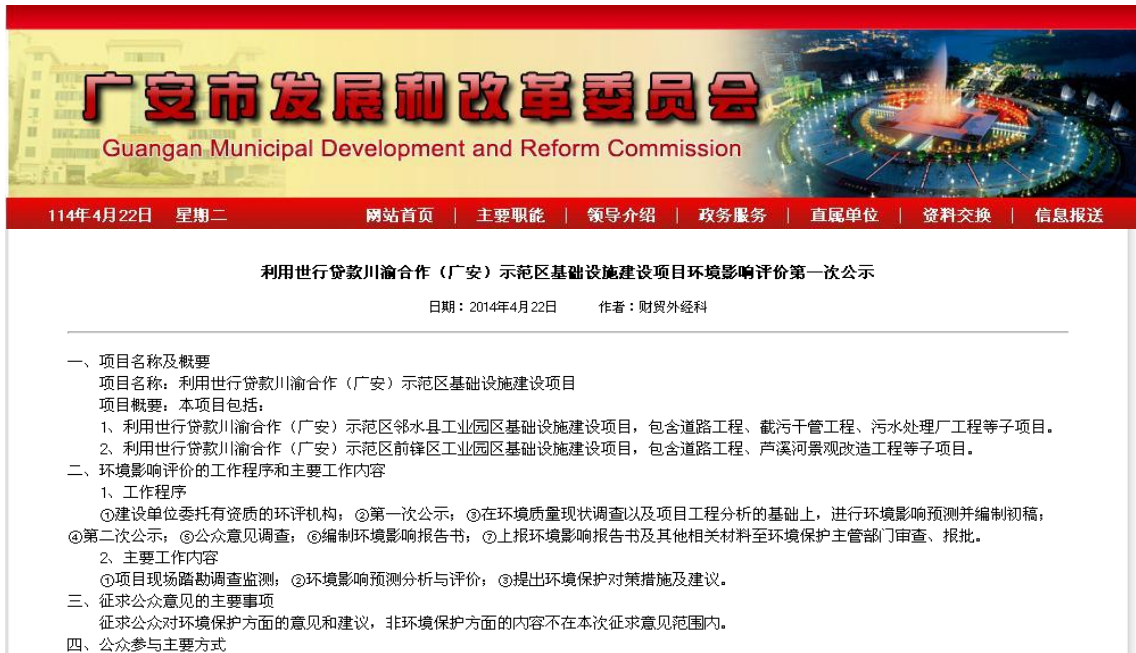 广安市发展和改革委员会
Guangan Municipal Development and Reform Commission
114年4月22日 星期二 网站首页 | 主要职能 | 领导介绍 | 政务服务 | 直属单位 | 资料交换 | 信息报送
利用世行贷款川渝合作（广安）示范区基础设施建设项目环境影响评价第一次公示
日期：2014年4月22日 作者：财贸外经科
一、项目名称及概要
项目名称：利用世行贷款川渝合作（广安）示范区基础设施建设项目
项目概要：本项目包括：
1、利用世行贷款川渝合作（广安）示范区邻水县工业园区基础设施建设项目，包含道路工程、截污干管工程、污水处理厂工程等子项目。
2、利用世行贷款川渝合作（广安）示范区前锋区工业园区基础设施建设项目，包含道路工程、芦溪河景观改造工程等子项目。
二、环境影响评价的工作程序和主要工作内容
1、工作程序
①建设单位委托有资质的环评机构；②第一次公示；③在环境质量现状调查以及项目工程分析的基础上，进行环境影响预测并编制初稿；
④第二次公示；⑤公众意见调查；⑥编制环境影响报告书；⑦上报环境影响报告书及其他相关材料至环境保护主管部门审查、报批。
2、主要工作内容
①项目现场踏勘调查监测；②环境影响预测分析与评价；③提出环境保护对策措施及建议。
三、征求公众意见的主要事项
征求公众对环境保护方面的意见和建议，非环境保护方面的内容不在本次征求意见范围内。
四、公众参与主要方式